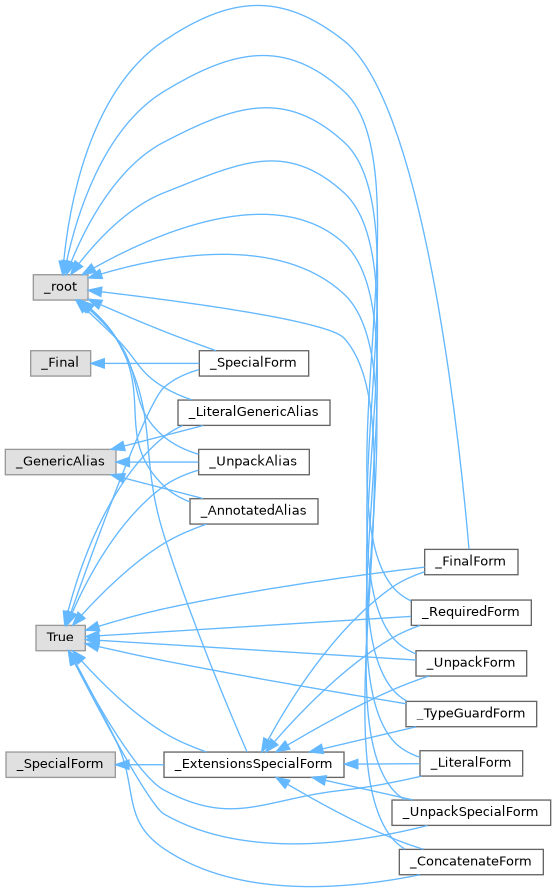 _root
_Final
_SpecialForm
_LiteralGenericAlias
_GenericAlias
_UnpackAlias
_AnnotatedAlias
_FinalForm
_RequiredForm
True
_UnpackForm
_TypeGuardForm
_SpecialForm
_ExtensionsSpecialForm
_LiteralForm
_UnpackSpecialForm
_ConcatenateForm